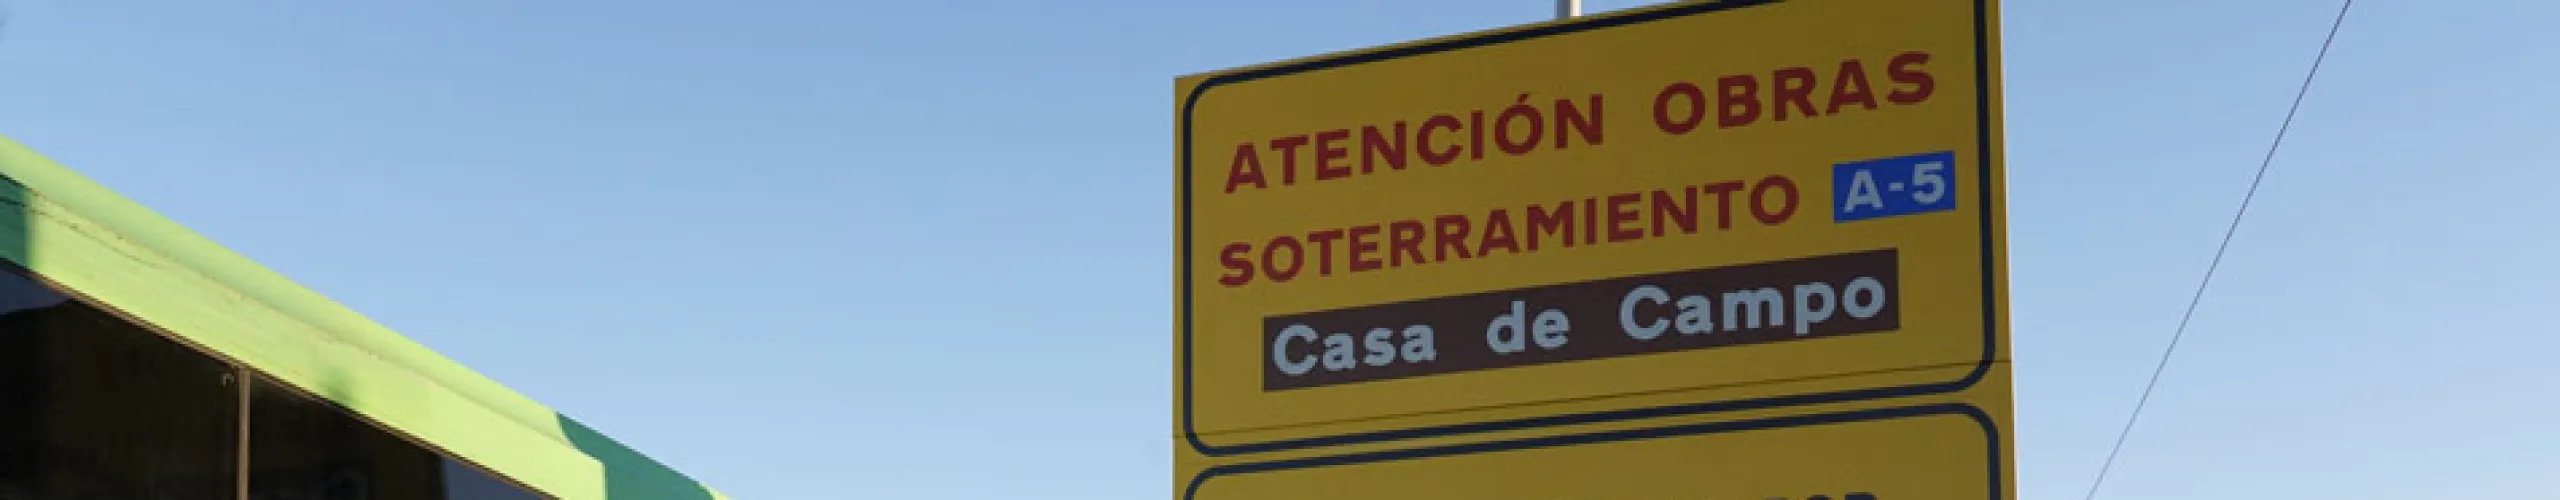 ATENCIÓN OBRAS
SOTERRAMIENTO A-5
Casa de Campo